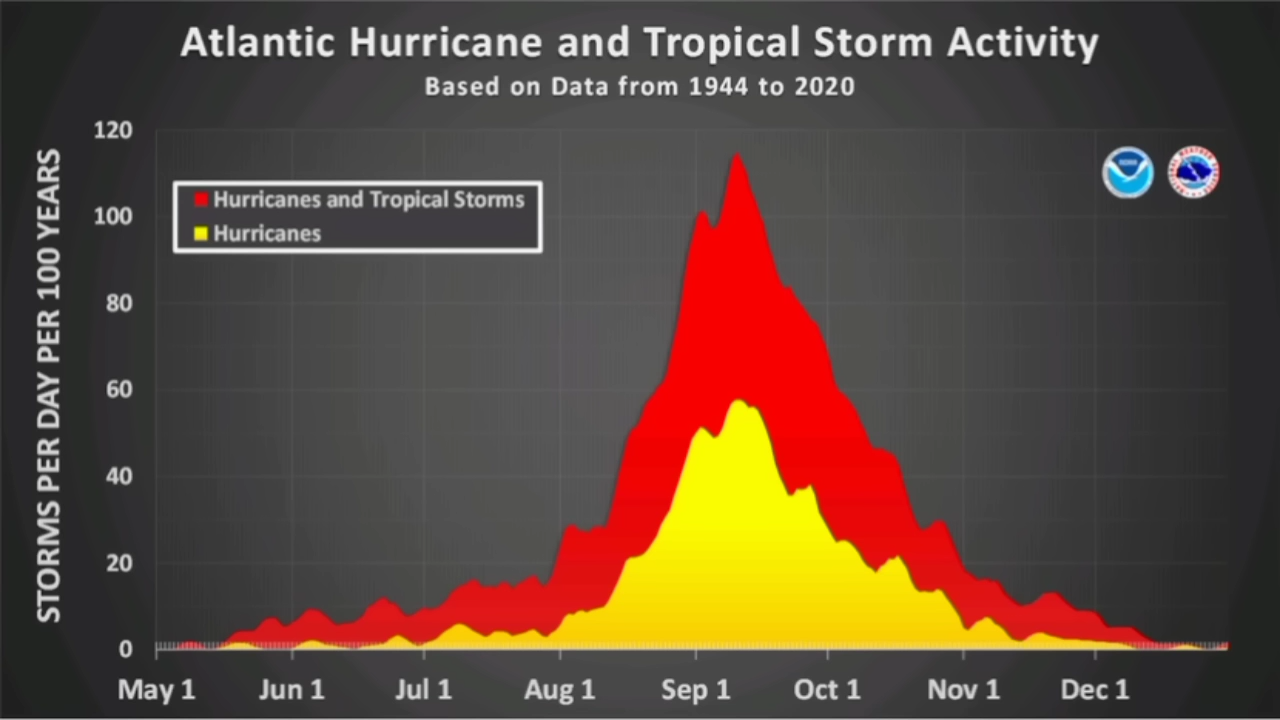 Atlantic Hurricane and Tropical Storm Activity
Based on Data from 1944 to 2020
STORMS PER DAY PER 100 YEARS
120
100
80
60
40
20
0
Hurricanes and Tropical Storms
Hurricanes
May 1
Jun 1
Jul 1
Aug 1
Sep 1
Oct 1
Nov 1
Dec 1